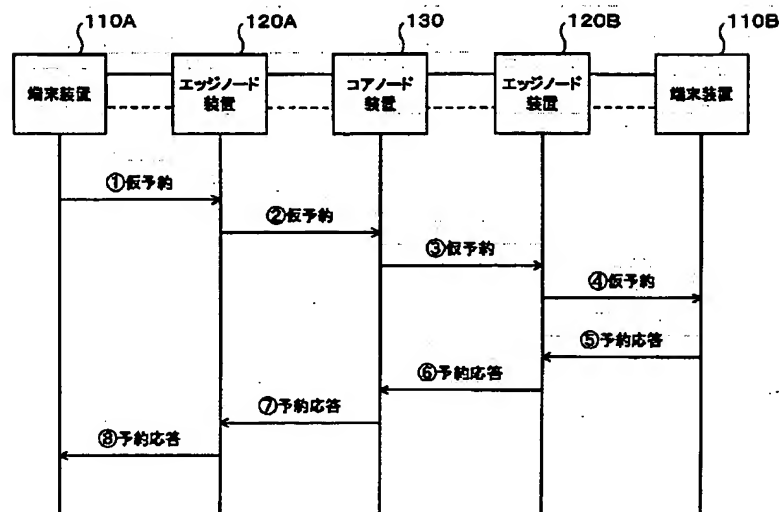 110A
120A
130
120B
110B
端末装置
エッジノード
装置
コアノード
装置
エッジノード
装置
端末装置
①仮予約
②仮予約
③仮予約
④仮予約
⑤予約応答
⑥予約応答
⑦予約応答
⑧予約応答